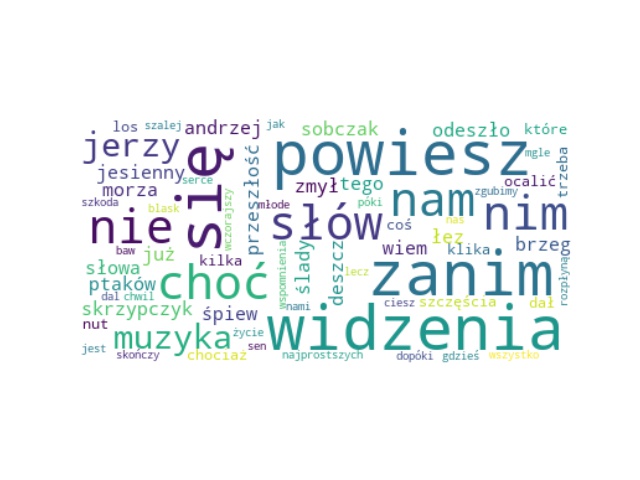 los szalej andrzej jak sobczak odeszło które
jerzy się powiesz mgle
jesienny serce przeszłość zmył tego ocalić trzeba
morza wczorajszy młode póki nam zgubimy nim
szkoda blask słów coś nas
nie baw już kilka wiem łez klika brzeg
słowa choć wspomnienia ślady deszcz lecz zanim rozpłynąć
ptaków
dal chwil nami ciesz szczęścia dał
skrzypczyk śpiew widzenia
nut muzyka życie
jest sen
skończy chociaż najprostszych dopóki gdzieś wszystko